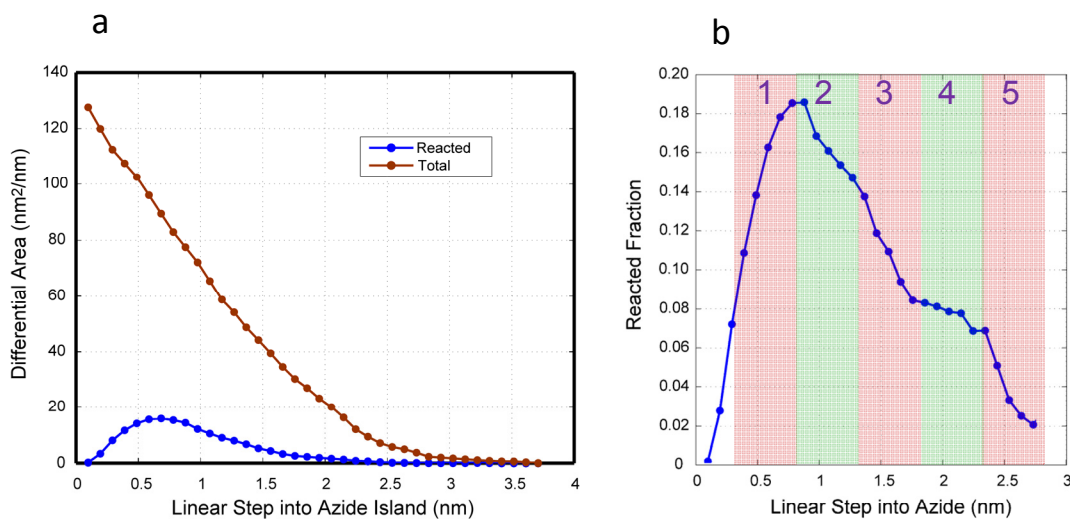 a
140
120
100
80
60
40
20
0
Differential Area (nm2/nm)
Reacted
Total
0 0.5 1 1.5 2 2.5 3 3.5 4
Linear Step into Azide Island (nm)
b
0.20
0.18
0.16
0.14
0.12
0.10
0.08
0.06
0.04
0.02
0
Reacted Fraction
1 2 3 4 5
0 0.5 1 1.5 2 2.5 3
Linear Step into Azide (nm)